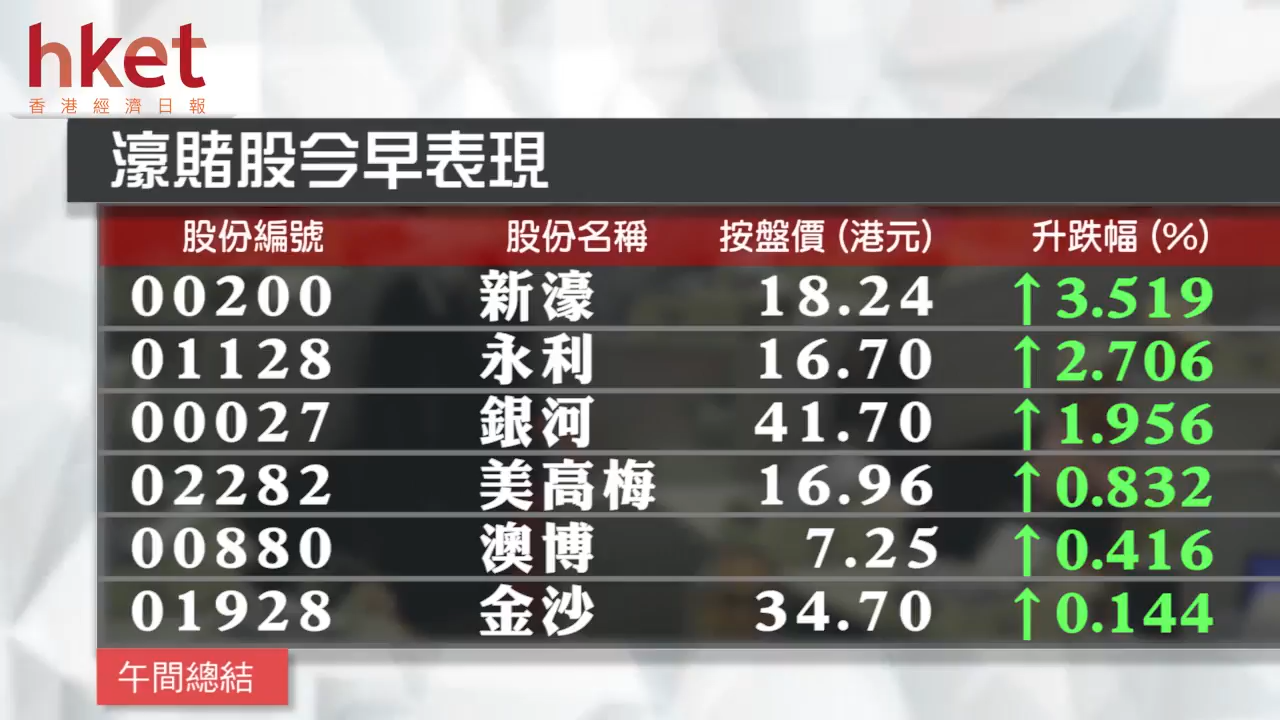 hket
香港經濟日報
濠賭股今早表現
股份編號 股份名稱 按盤價 (港元) 升跌幅 (%)
00200 新濠 18.24 ↑3.519
01128 永利 16.70 ↑2.706
00027 銀河 41.70 ↑1.956
02282 美高梅 16.96 ↑0.832
00880 澳博 7.25 ↑0.416
01928 金沙 34.70 ↑0.144
午間總結